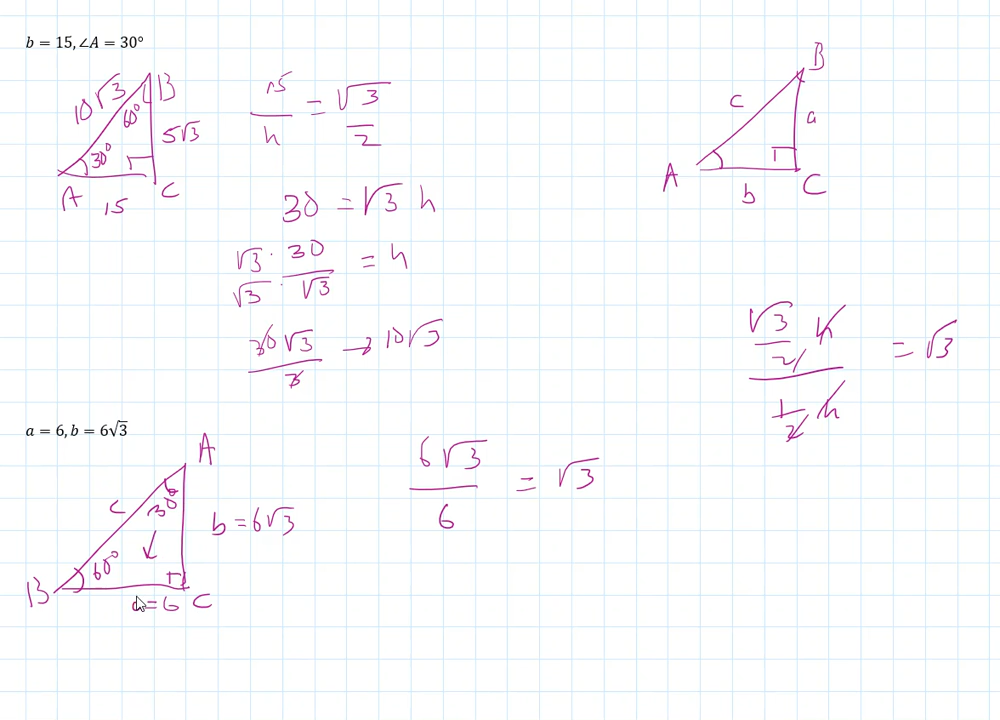 b = 15, ∠A = 30°
10√3 B
60°
5√3
30°
A 15 C
15/h = √3/2
30 = √3 h
√3/√3 · 30/√3 = h
30√3/3 → 10√3
B
c a
A b C
(√3/2 h)/(1/2 h) = √3
a = 6, b = 6√3
A
c 30°
b = 6√3
60°
B a = 6 C
6√3/6 = √3